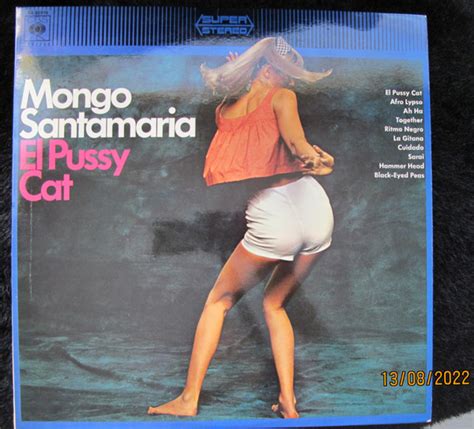 SUPER
STEREO
Mongo
Santamaria
El Pussy
Cat
El Pussy Cat
Afro Lypso
Ah Ha
Together
Ritmo Negro
La Gitana
Cuidado
Sarai
Hammer Head
Black-Eyed Peas
13/08/2022